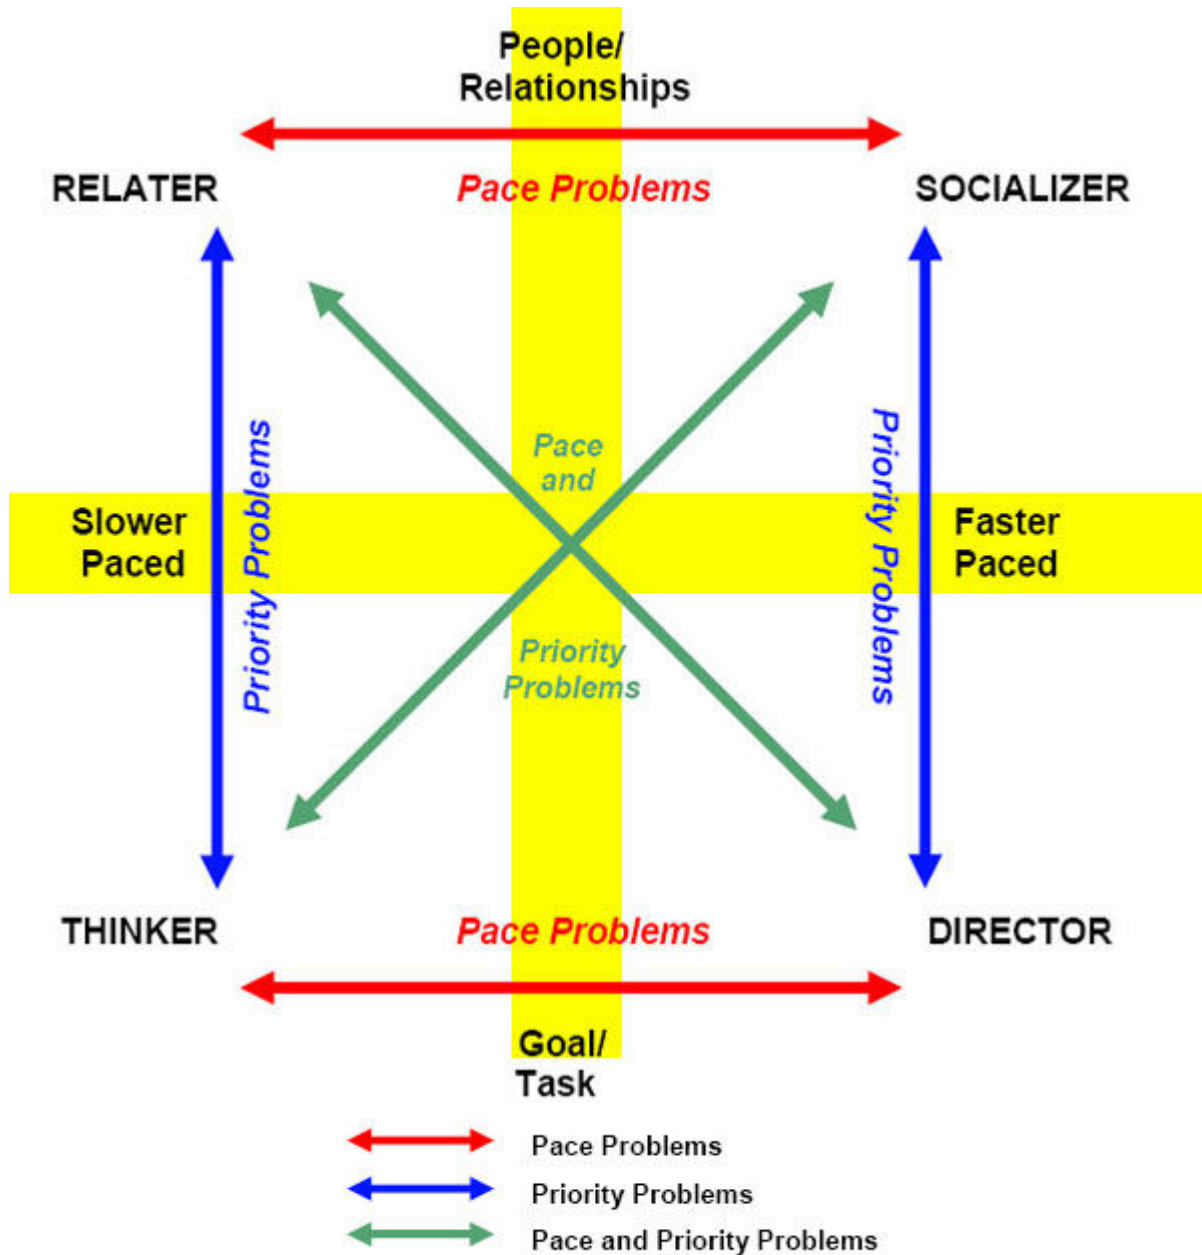 People/
Relationships
RELATER
Pace Problems
SOCIALIZER
Priority Problems
Pace
and
Priority Problems
Slower
Paced
Faster
Paced
Priority
Problems
THINKER
Pace Problems
DIRECTOR
Goal/
Task
Pace Problems
Priority Problems
Pace and Priority Problems